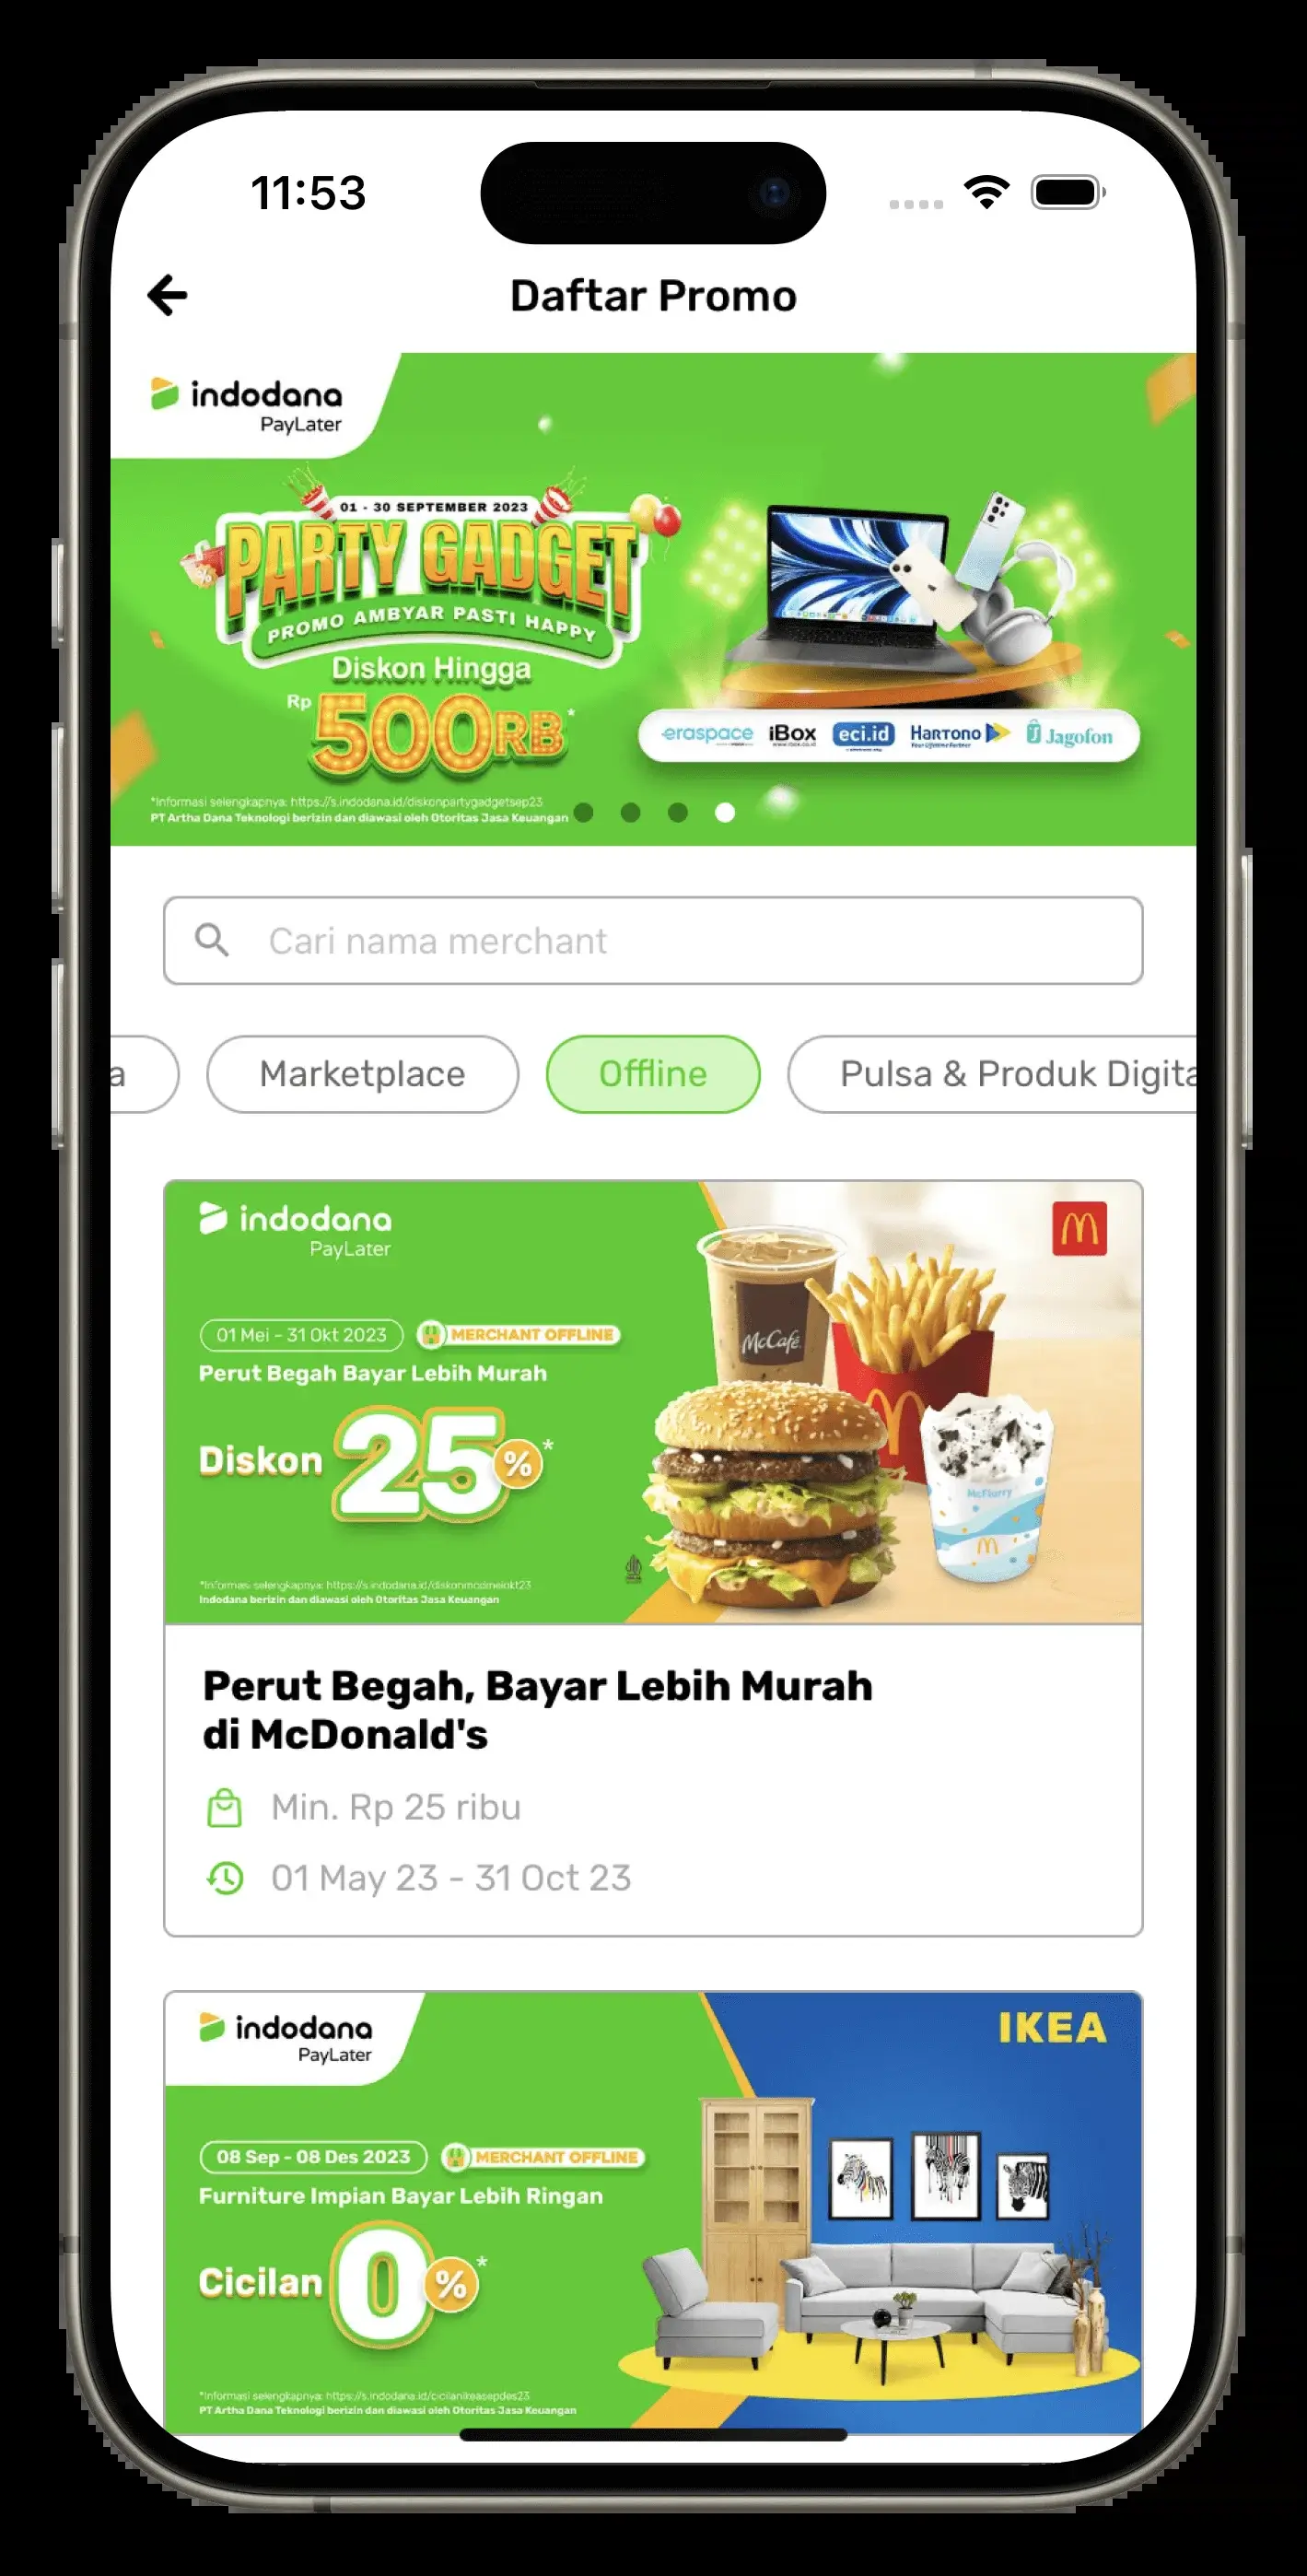 11:53
Daftar Promo
indodana
PayLater
01 - 30 SEPTEMBER 2023
PARTY GADGET
PROMO AMBYAR PASTI HAPPY
Diskon Hingga
Rp 500RB*
eraspace iBox eci.id HARTONO Jagofon
Your Lifetime Partner
*Informasi selengkapnya: https://s.indodana.id/diskonpartygadgetsep23
PT Artha Dana Teknologi berizin dan diawasi oleh Otoritas Jasa Keuangan
Cari nama merchant
a Marketplace Offline Pulsa & Produk Digita
indodana
PayLater
01 Mei - 31 Okt 2023 MERCHANT OFFLINE
Perut Begah Bayar Lebih Murah
Diskon 25%*
McCafé
McFlurry
*Informasi selengkapnya: https://s.indodana.id/diskonmcdmeiokt23
Indodana berizin dan diawasi oleh Otoritas Jasa Keuangan
Perut Begah, Bayar Lebih Murah
di McDonald's
Min. Rp 25 ribu
01 May 23 - 31 Oct 23
indodana
PayLater
IKEA
08 Sep - 08 Des 2023 MERCHANT OFFLINE
Furniture Impian Bayar Lebih Ringan
Cicilan 0%*
*Informasi selengkapnya: https://s.indodana.id/cicilanikeasepdes23
PT Artha Dana Teknologi berizin dan diawasi oleh Otoritas Jasa Keuangan